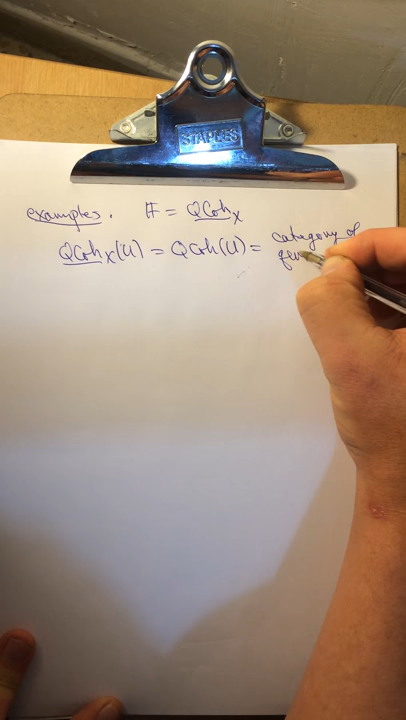 STAPLES
examples. F = QCoh_X
QCoh_X(U) = QCoh(U) = category of